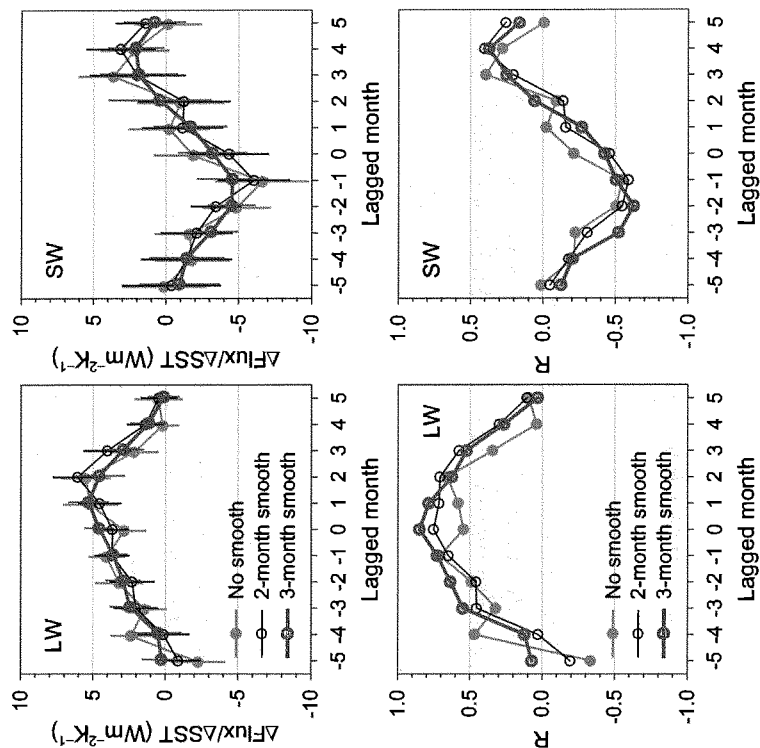 ΔFlux/ΔSST (Wm⁻²K⁻¹)
10
5
0
-5
-10
LW
No smooth
2-month smooth
3-month smooth
-5 -4 -3 -2 -1 0 1 2 3 4 5
Lagged month
ΔFlux/ΔSST (Wm⁻²K⁻¹)
10
5
0
-5
-10
SW
-5 -4 -3 -2 -1 0 1 2 3 4 5
Lagged month
R
1.0
0.5
0.0
-0.5
-1.0
LW
No smooth
2-month smooth
3-month smooth
-5 -4 -3 -2 -1 0 1 2 3 4 5
Lagged month
R
1.0
0.5
0.0
-0.5
-1.0
SW
-5 -4 -3 -2 -1 0 1 2 3 4 5
Lagged month